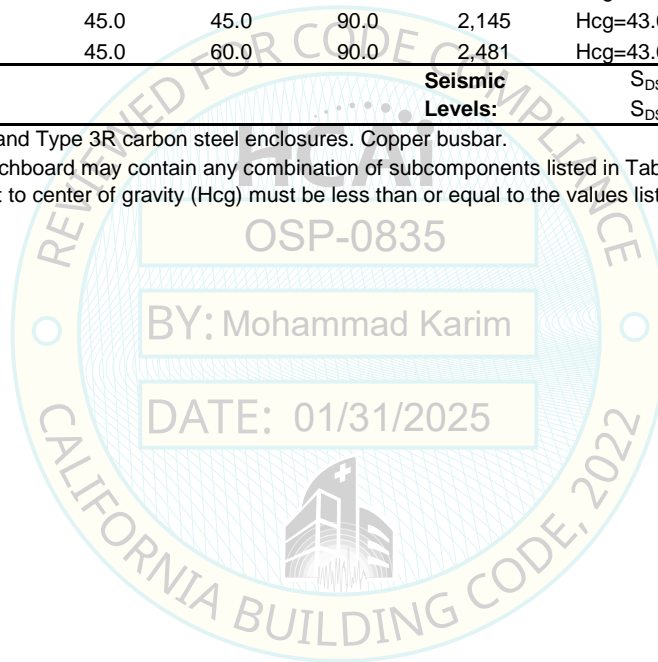 45.0 45.0 90.0 2,145 Hcg=43.
45.0 60.0 90.0 2,481 Hcg=43.
Seismic S
Levels: S
and Type 3R carbon steel enclosures. Copper busbar.
may contain any combination of subcomponents listed in
to center of gravity (Hcg) must be less than or equal to the values
REVIEWED FOR CODE COMPLIANCE
HCAi
OSP-0835
BY: Mohammad Karim
DATE: 01/31/2025
CALIFORNIA BUILDING CODE, 2022